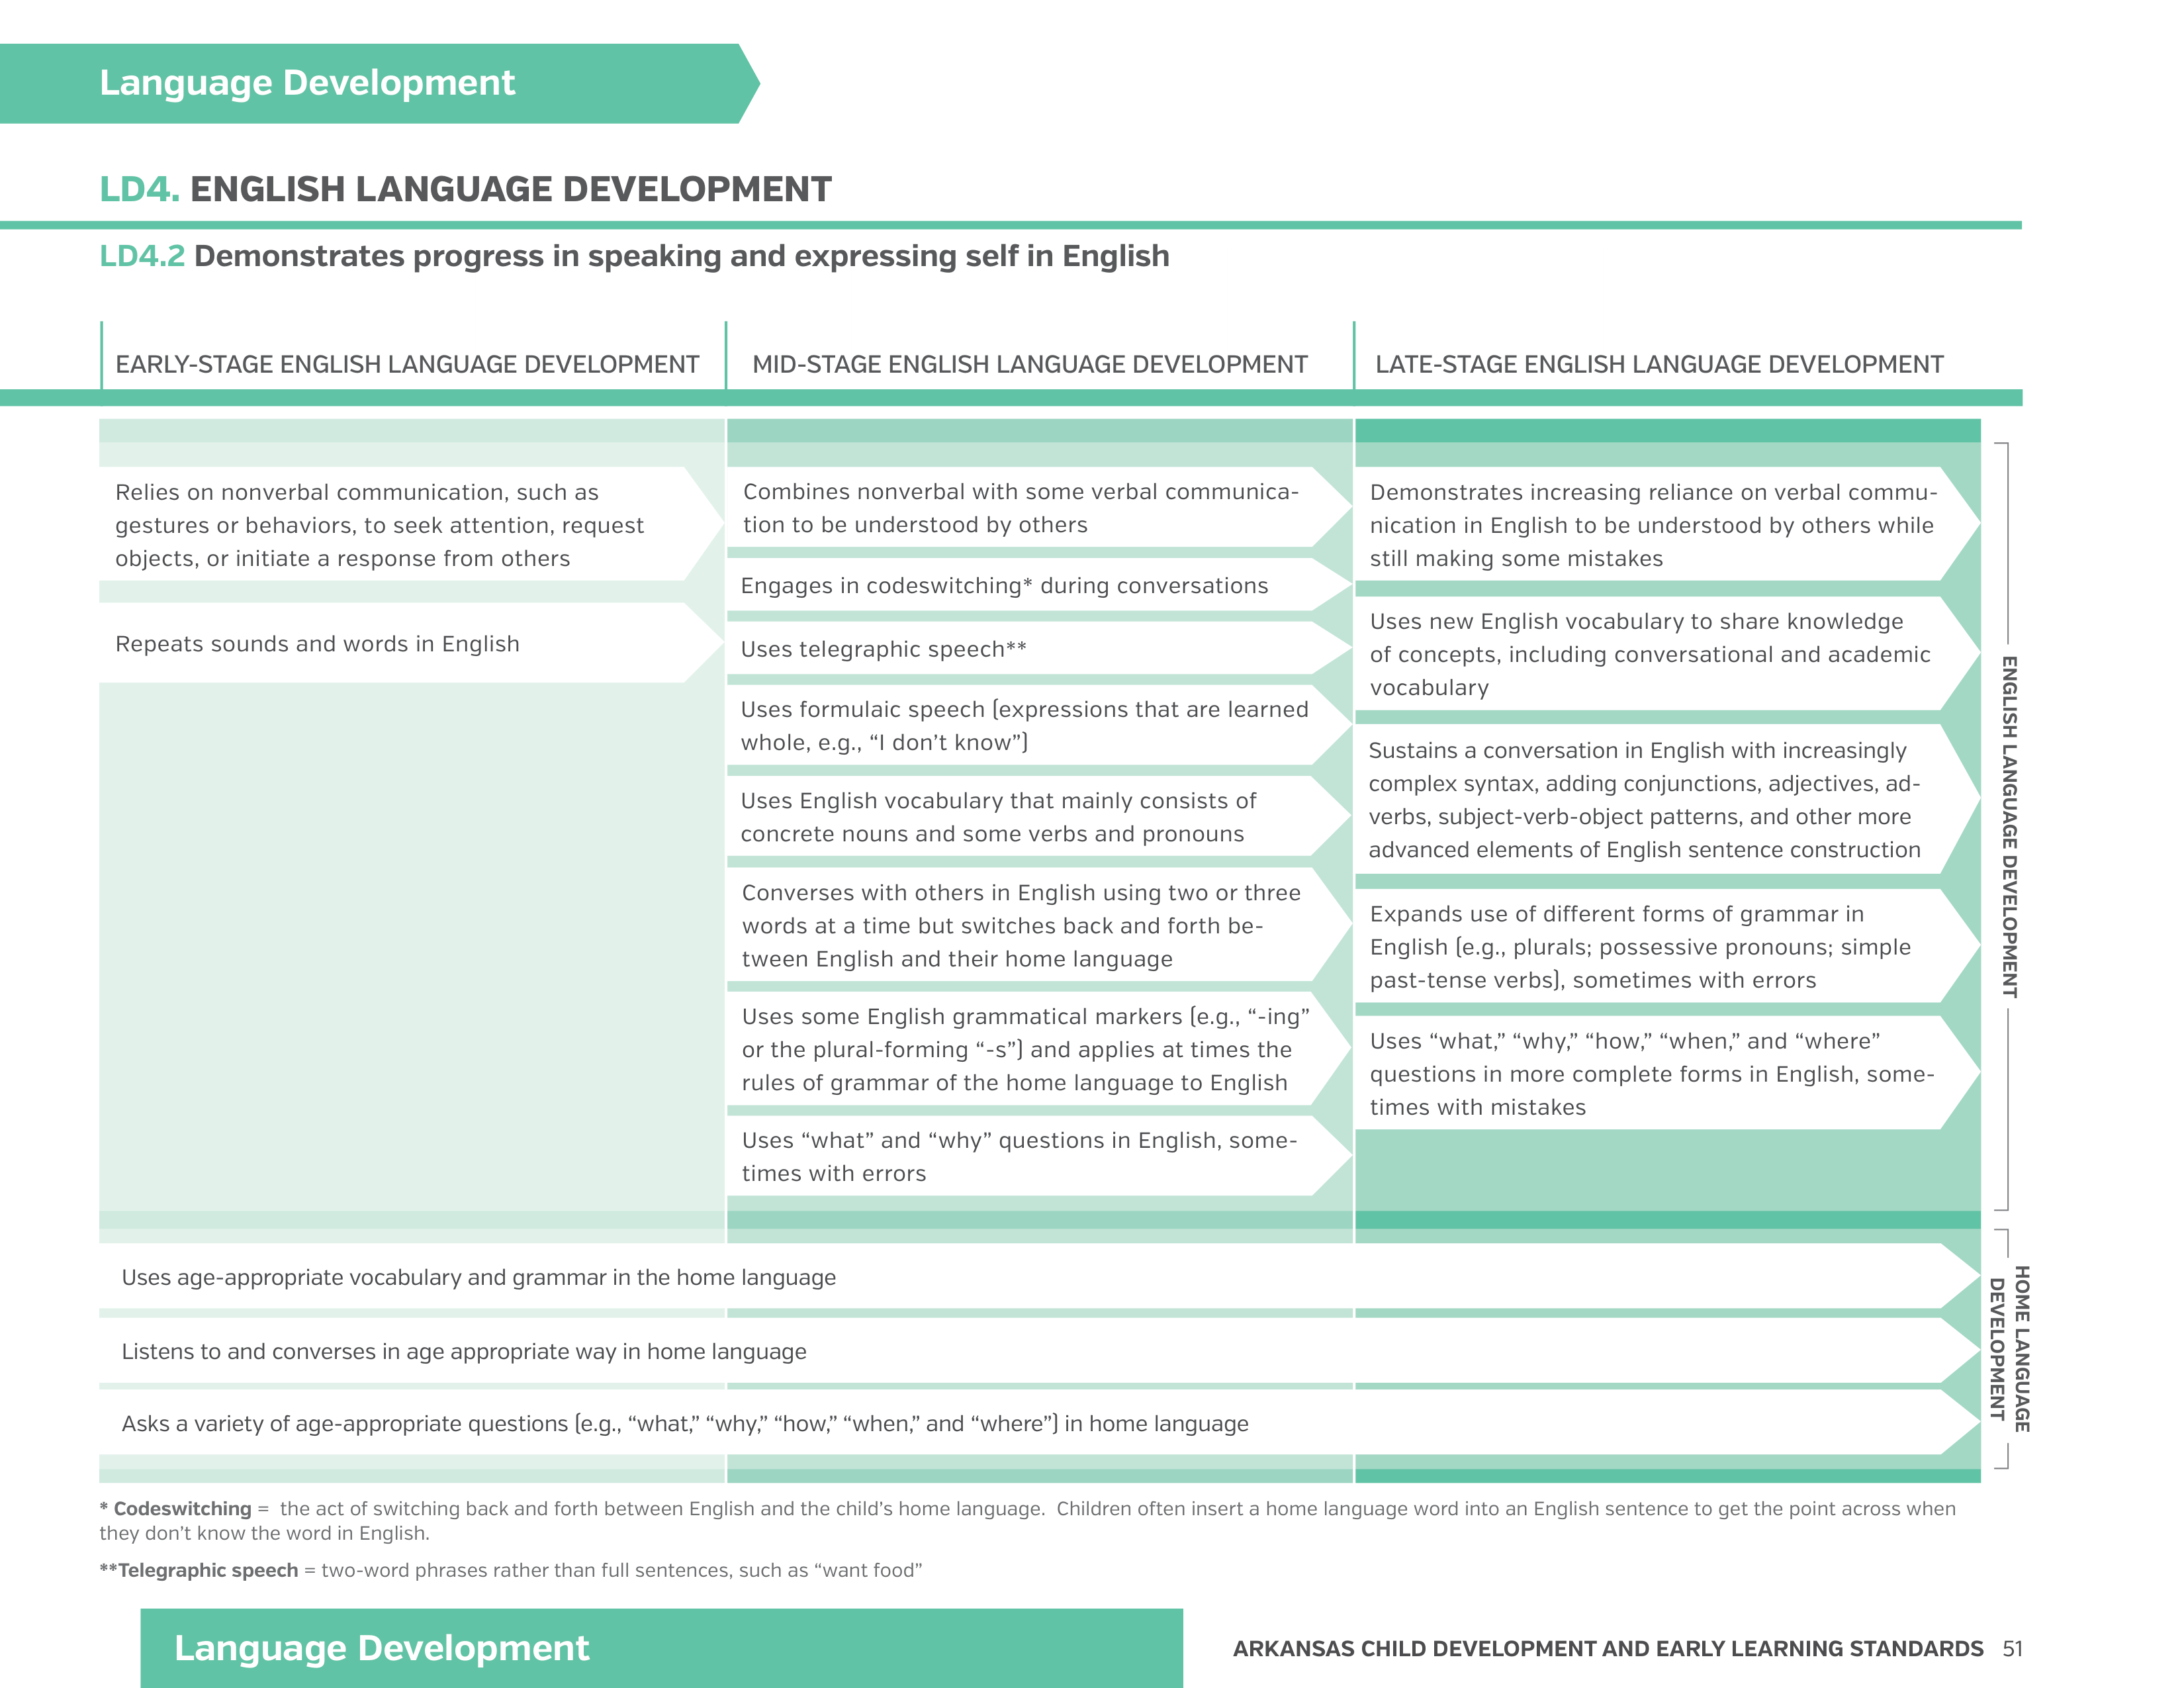 Language Development
LD4. ENGLISH LANGUAGE DEVELOPMENT
LD4.2 Demonstrates progress in speaking and expressing self in English
EARLY-STAGE ENGLISH LANGUAGE DEVELOPMENT
MID-STAGE ENGLISH LANGUAGE DEVELOPMENT
LATE-STAGE ENGLISH LANGUAGE DEVELOPMENT
Relies on nonverbal communication, such as
gestures or behaviors, to seek attention, request
objects, or initiate a response from others
Repeats sounds and words in English
Combines nonverbal with some verbal communica-
tion to be understood by others
Engages in codeswitching* during conversations
Uses telegraphic speech**
Uses formulaic speech (expressions that are learned
whole, e.g., “I don’t know”)
Uses English vocabulary that mainly consists of
concrete nouns and some verbs and pronouns
Converses with others in English using two or three
words at a time but switches back and forth be-
tween English and their home language
Uses some English grammatical markers (e.g., “-ing”
or the plural-forming “-s”) and applies at times the
rules of grammar of the home language to English
Uses “what” and “why” questions in English, some-
times with errors
Demonstrates increasing reliance on verbal commu-
nication in English to be understood by others while
still making some mistakes
Uses new English vocabulary to share knowledge
of concepts, including conversational and academic
vocabulary
Sustains a conversation in English with increasingly
complex syntax, adding conjunctions, adjectives, ad-
verbs, subject-verb-object patterns, and other more
advanced elements of English sentence construction
Expands use of different forms of grammar in
English (e.g., plurals; possessive pronouns; simple
past-tense verbs), sometimes with errors
Uses “what,” “why,” “how,” “when,” and “where”
questions in more complete forms in English, some-
times with mistakes
ENGLISH LANGUAGE DEVELOPMENT
Uses age-appropriate vocabulary and grammar in the home language
Listens to and converses in age appropriate way in home language
Asks a variety of age-appropriate questions (e.g., “what,” “why,” “how,” “when,” and “where”) in home language
HOME LANGUAGE
DEVELOPMENT
* Codeswitching = the act of switching back and forth between English and the child’s home language. Children often insert a home language word into an English sentence to get the point across when
they don’t know the word in English.
**Telegraphic speech = two-word phrases rather than full sentences, such as “want food”
Language Development
ARKANSAS CHILD DEVELOPMENT AND EARLY LEARNING STANDARDS 51